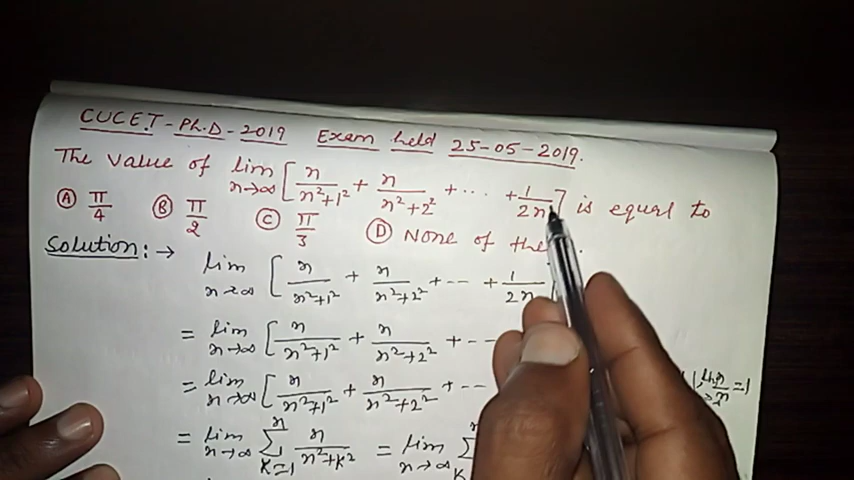 CUCET - Ph.D - 2019 Exam held 25-05-2019.
The value of lim n→∞ [ n/(n²+1²) + n/(n²+2²) + ... + 1/2n ] is equal to
(A) π/4 (B) π/2 (C) π/3 (D) None of the
Solution: →
lim n→∞ [ n/(n²+1²) + n/(n²+2²) + -- + 1/2n
= lim n→∞ [ n/(n²+1²) + n/(n²+2²) + --
= lim n→∞ [ n/(n²+1²) + n/(n²+2²) + --
= lim n→∞ Σ K=1 n n/(n²+K²) = lim n→∞ Σ